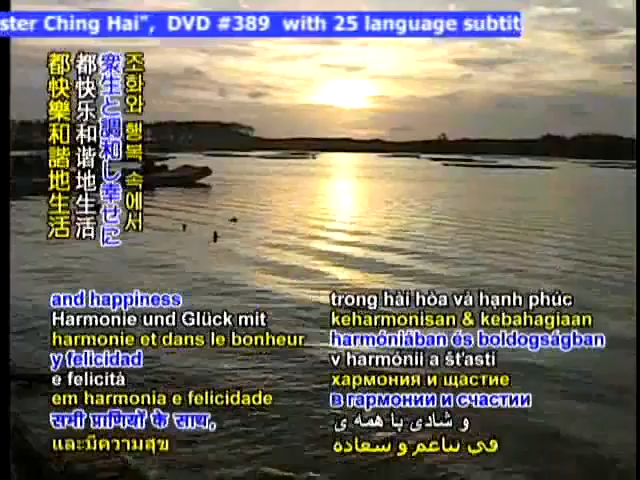 ster Ching Hai", DVD #389 with 25 language subtit
조화와 행복 속에서
衆生と調和し幸せに
都快乐和谐地生活
都快樂和諧地生活
and happiness
Harmonie und Glück mit
harmonie et dans le bonheur
y felicidad
e felicità
em harmonia e felicidade
सभी प्राणियों के साथ,
และมีความสุข
trong hài hòa và hạnh phúc
keharmonisan & kebahagiaan
harmóniában és boldogságban
v harmónii a šťastí
хармония и щастие
в гармонии и счастии
و شادی با همه ی
في تناغم و سعادة